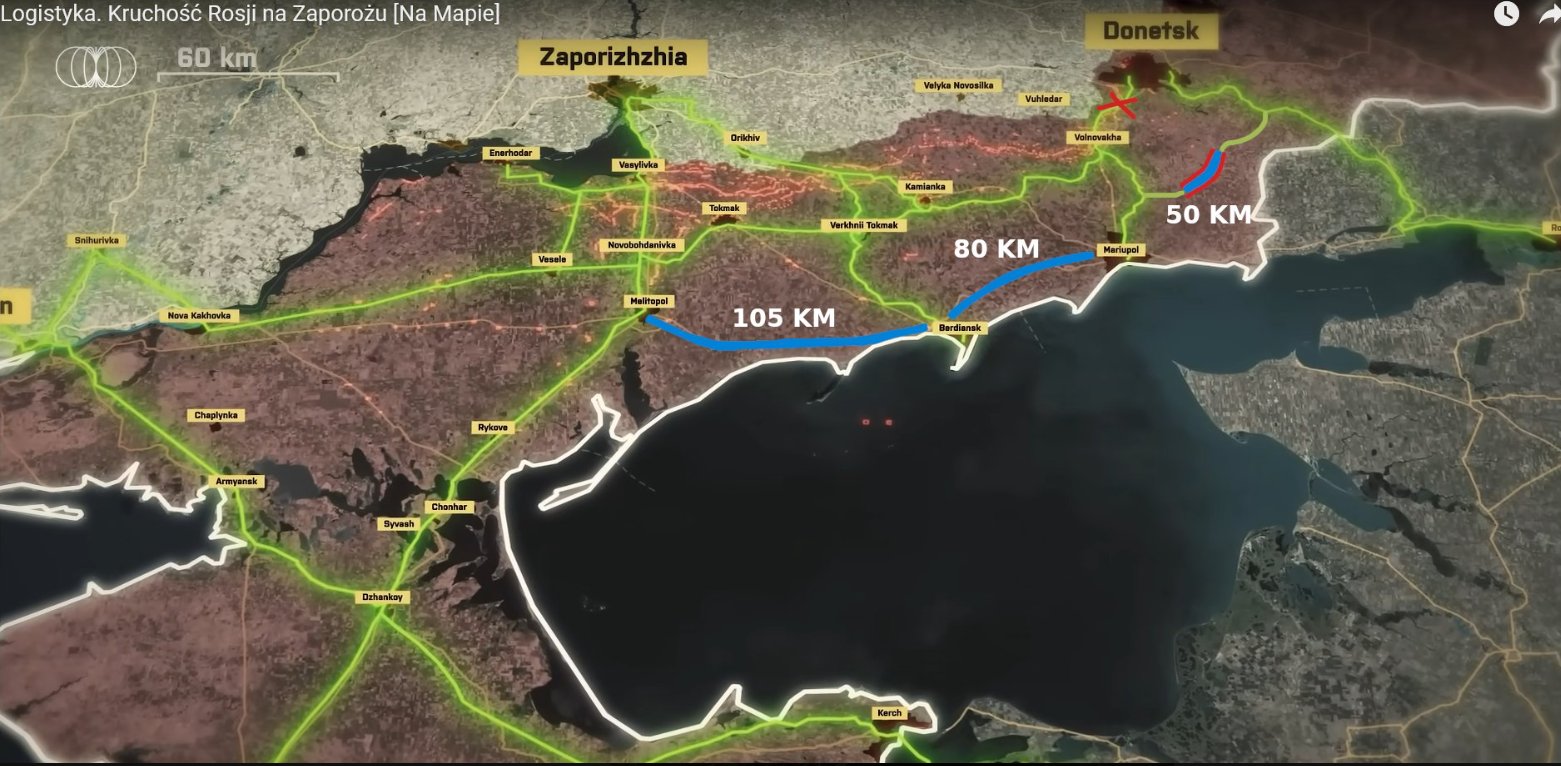 Logistyka. Kruchość Rosji na Zaporożu [Na Mapie]
60 km
Zaporizhzhia
Donetsk
Velyka Novosilka
Vuhledar
Orikhiv
Volnovakha
Enerhodar
Vasylivka
Kamianka
Tokmak
50 KM
Verkhnii Tokmak
Snihurivka
Ro
Novobohdanivka
80 KM
Mariupol
Vesele
n
Melitopol
Nova Kakhovka
105 KM
Berdiansk
Chaplynka
Rykove
Armyansk
Chonhar
Syvash
Dzhankoy
Kerch